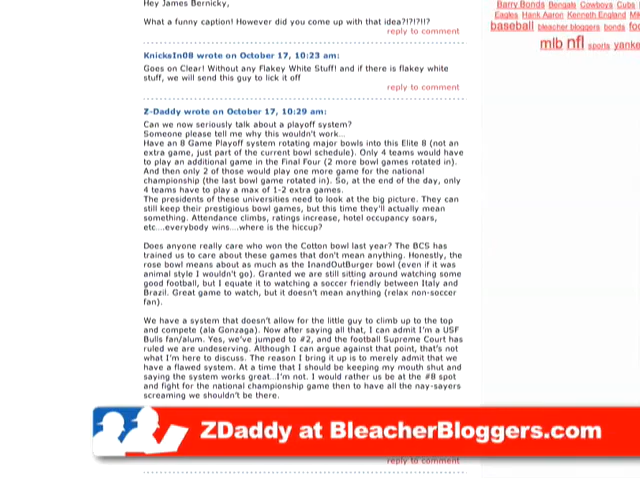 Hey James Bernicky,
What a funny caption! However did you come up with that idea?!?!?!!?
reply to comment
KnicksIn08 wrote on October 17, 10:23 am:
Goes on Clear! Without any Flakey White Stuff! and if there is flakey white
stuff, we will send this guy to lick it off
reply to comment
Z-Daddy wrote on October 17, 10:29 am:
Can we now seriously talk about a playoff system?
Someone please tell me why this wouldn't work...
Have an 8 Game Playoff system rotating major bowls into this Elite 8 (not an
extra game, just part of the current bowl schedule). Only 4 teams would have
to play an additional game in the Final Four (2 more bowl games rotated in).
And then only 2 of those would play one more game for the national
championship (the last bowl game rotated in). So, at the end of the day, only
4 teams have to play a max of 1-2 extra games.
The presidents of these universities need to look at the big picture. They can
still keep their prestigious bowl games, but this time they'll actually mean
something. Attendance climbs, ratings increase, hotel occupancy soars,
etc....everybody wins....where is the hiccup?
Does anyone really care who won the Cotton bowl last year? The BCS has
trained us to care about these games that don't mean anything. Honestly, the
rose bowl means about as much as the InandOutBurger bowl (even if it was
animal style I wouldn't go). Granted we are still sitting around watching some
good football, but I equate it to watching a soccer friendly between Italy and
Brazil. Great game to watch, but it doesn't mean anything (relax non-soccer
fan).
We have a system that doesn't allow for the little guy to climb up to the top
and compete (ala Gonzaga). Now after saying all that, I can admit I'm a USF
Bulls fan/alum. Yes, we've jumped to #2, and the football Supreme Court has
ruled we are undeserving. Although I can argue against that point, that's not
what I'm here to discuss. The reason I bring it up is to merely admit that we
have a flawed system. At a time that I should be keeping my mouth shut and
saying the system works great...I'm not. I would rather us be at the #8 spot
and fight for the national championship game then to have all the nay-sayers
screaming we shouldn't be there.
reply to comment
Barry Bonds Bengals Cowboys Cubs
Eagles Hank Aaron Kenneth England
baseball bleacher bloggers bonds
mlb nfl sports
ZDaddy at BleacherBloggers.com